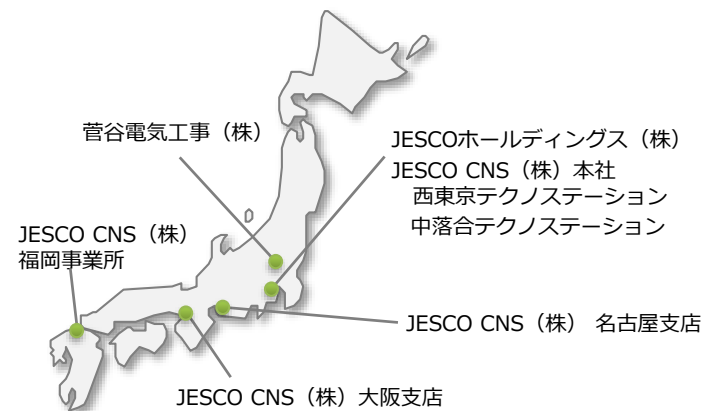 菅谷電気工事（株）
JESCOホールディングス（株）
JESCO CNS（株）本社
西東京テクノステーション
中落合テクノステーション
JESCO CNS（株）
福岡事業所
JESCO CNS（株） 名古屋支店
JESCO CNS（株）大阪支店